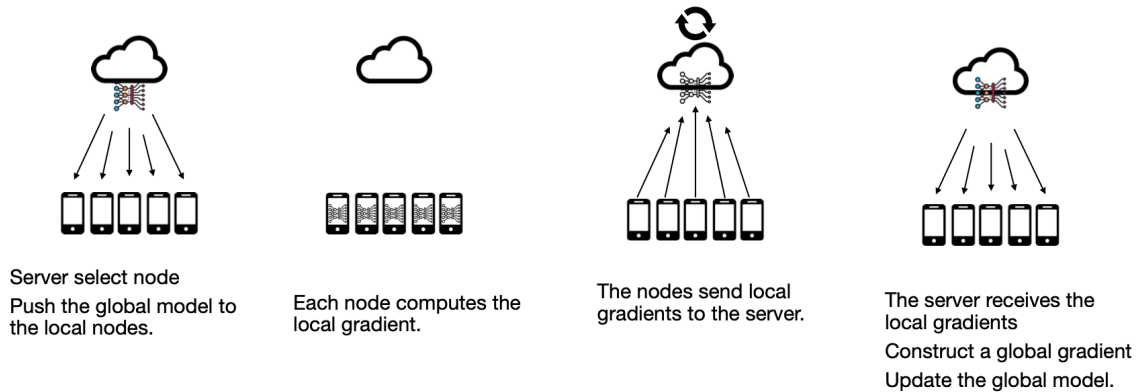 Server select node
Push the global model to
the local nodes.
Each node computes the
local gradient.
The nodes send local
gradients to the server.
The server receives the
local gradients
Construct a global gradient
Update the global model.